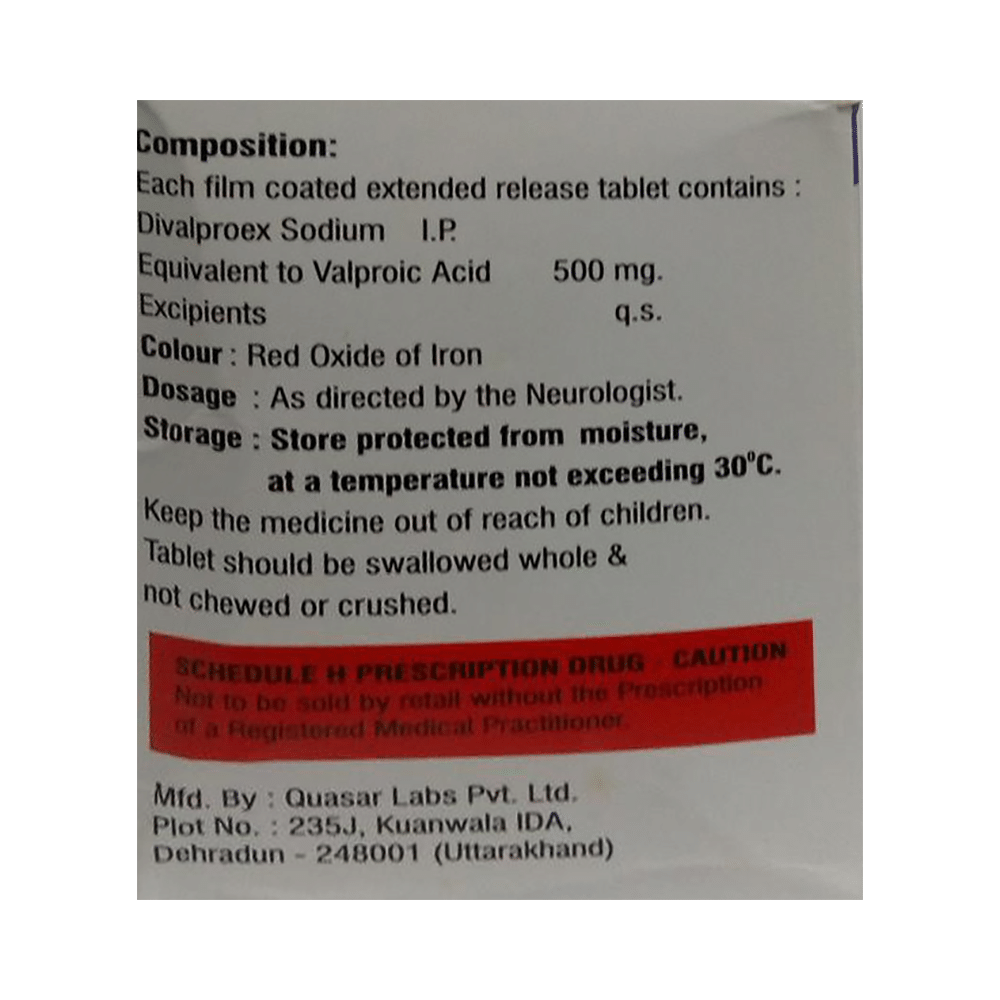 Composition:
Each film coated extended release tablet contains :
Divalproex Sodium I.P.
Equivalent to Valproic Acid 500 mg.
Excipients q.s.
Colour : Red Oxide of Iron
Dosage : As directed by the Neurologist.
Storage : Store protected from moisture,
at a temperature not exceeding 30⁰C.
Keep the medicine out of reach of children.
Tablet should be swallowed whole &
not chewed or crushed.
SCHEDULE H PRESCRIPTION DRUG - CAUTION
Not to be sold by retail without the Prescription
of a Registered Medical Practitioner.
Mfd. By : Quasar Labs Pvt. Ltd.
Plot No. : 235J, Kuanwala IDA,
Dehradun - 248001 (Uttarakhand)